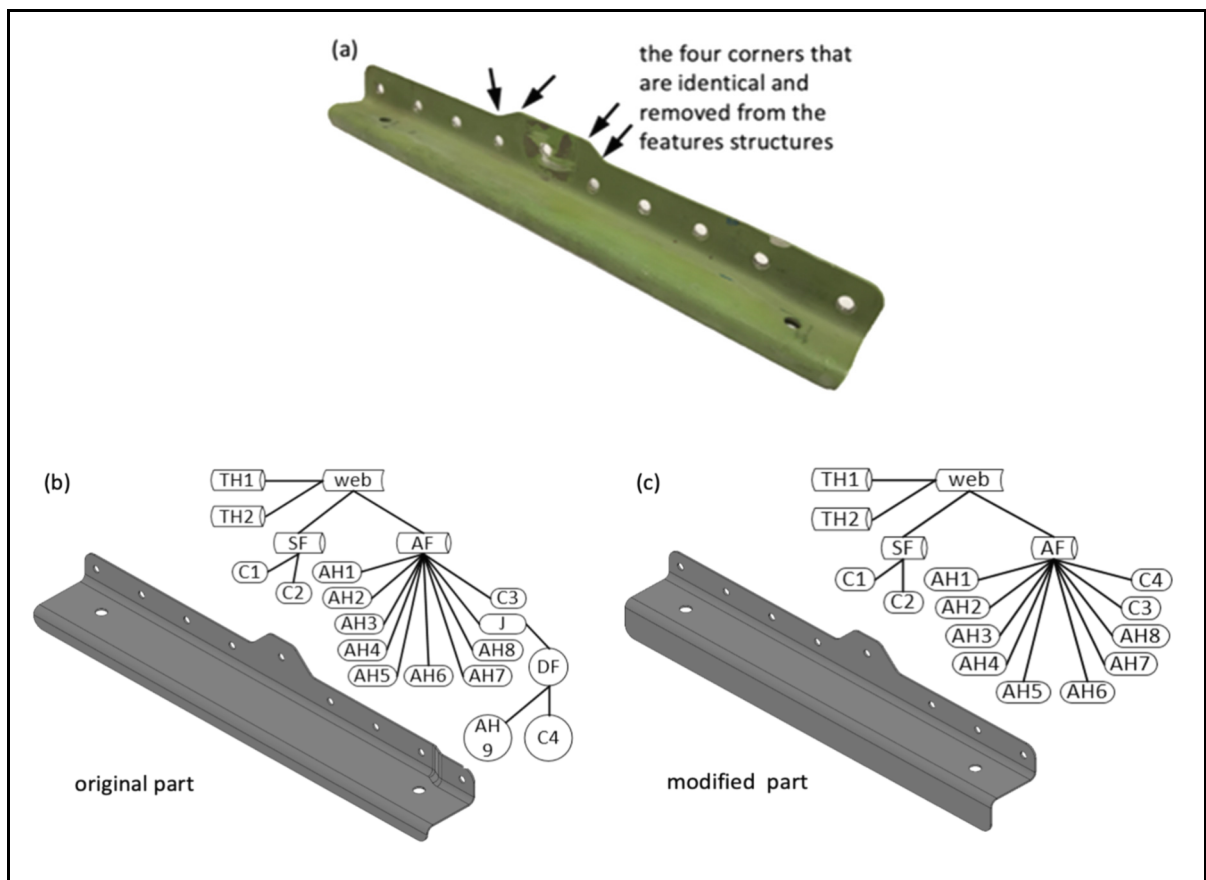 (a)
the four corners that
are identical and
removed from the
features structures
(b)
TH1
web
TH2
SF
AF
C1
C2
AH1
AH2
AH3
AH4
AH5
AH6
AH7
AH8
J
C3
DF
AH
9
C4
original part
(c)
TH1
web
TH2
SF
AF
C1
C2
AH1
AH2
AH3
AH4
AH5
AH6
AH7
AH8
C3
C4
modified part